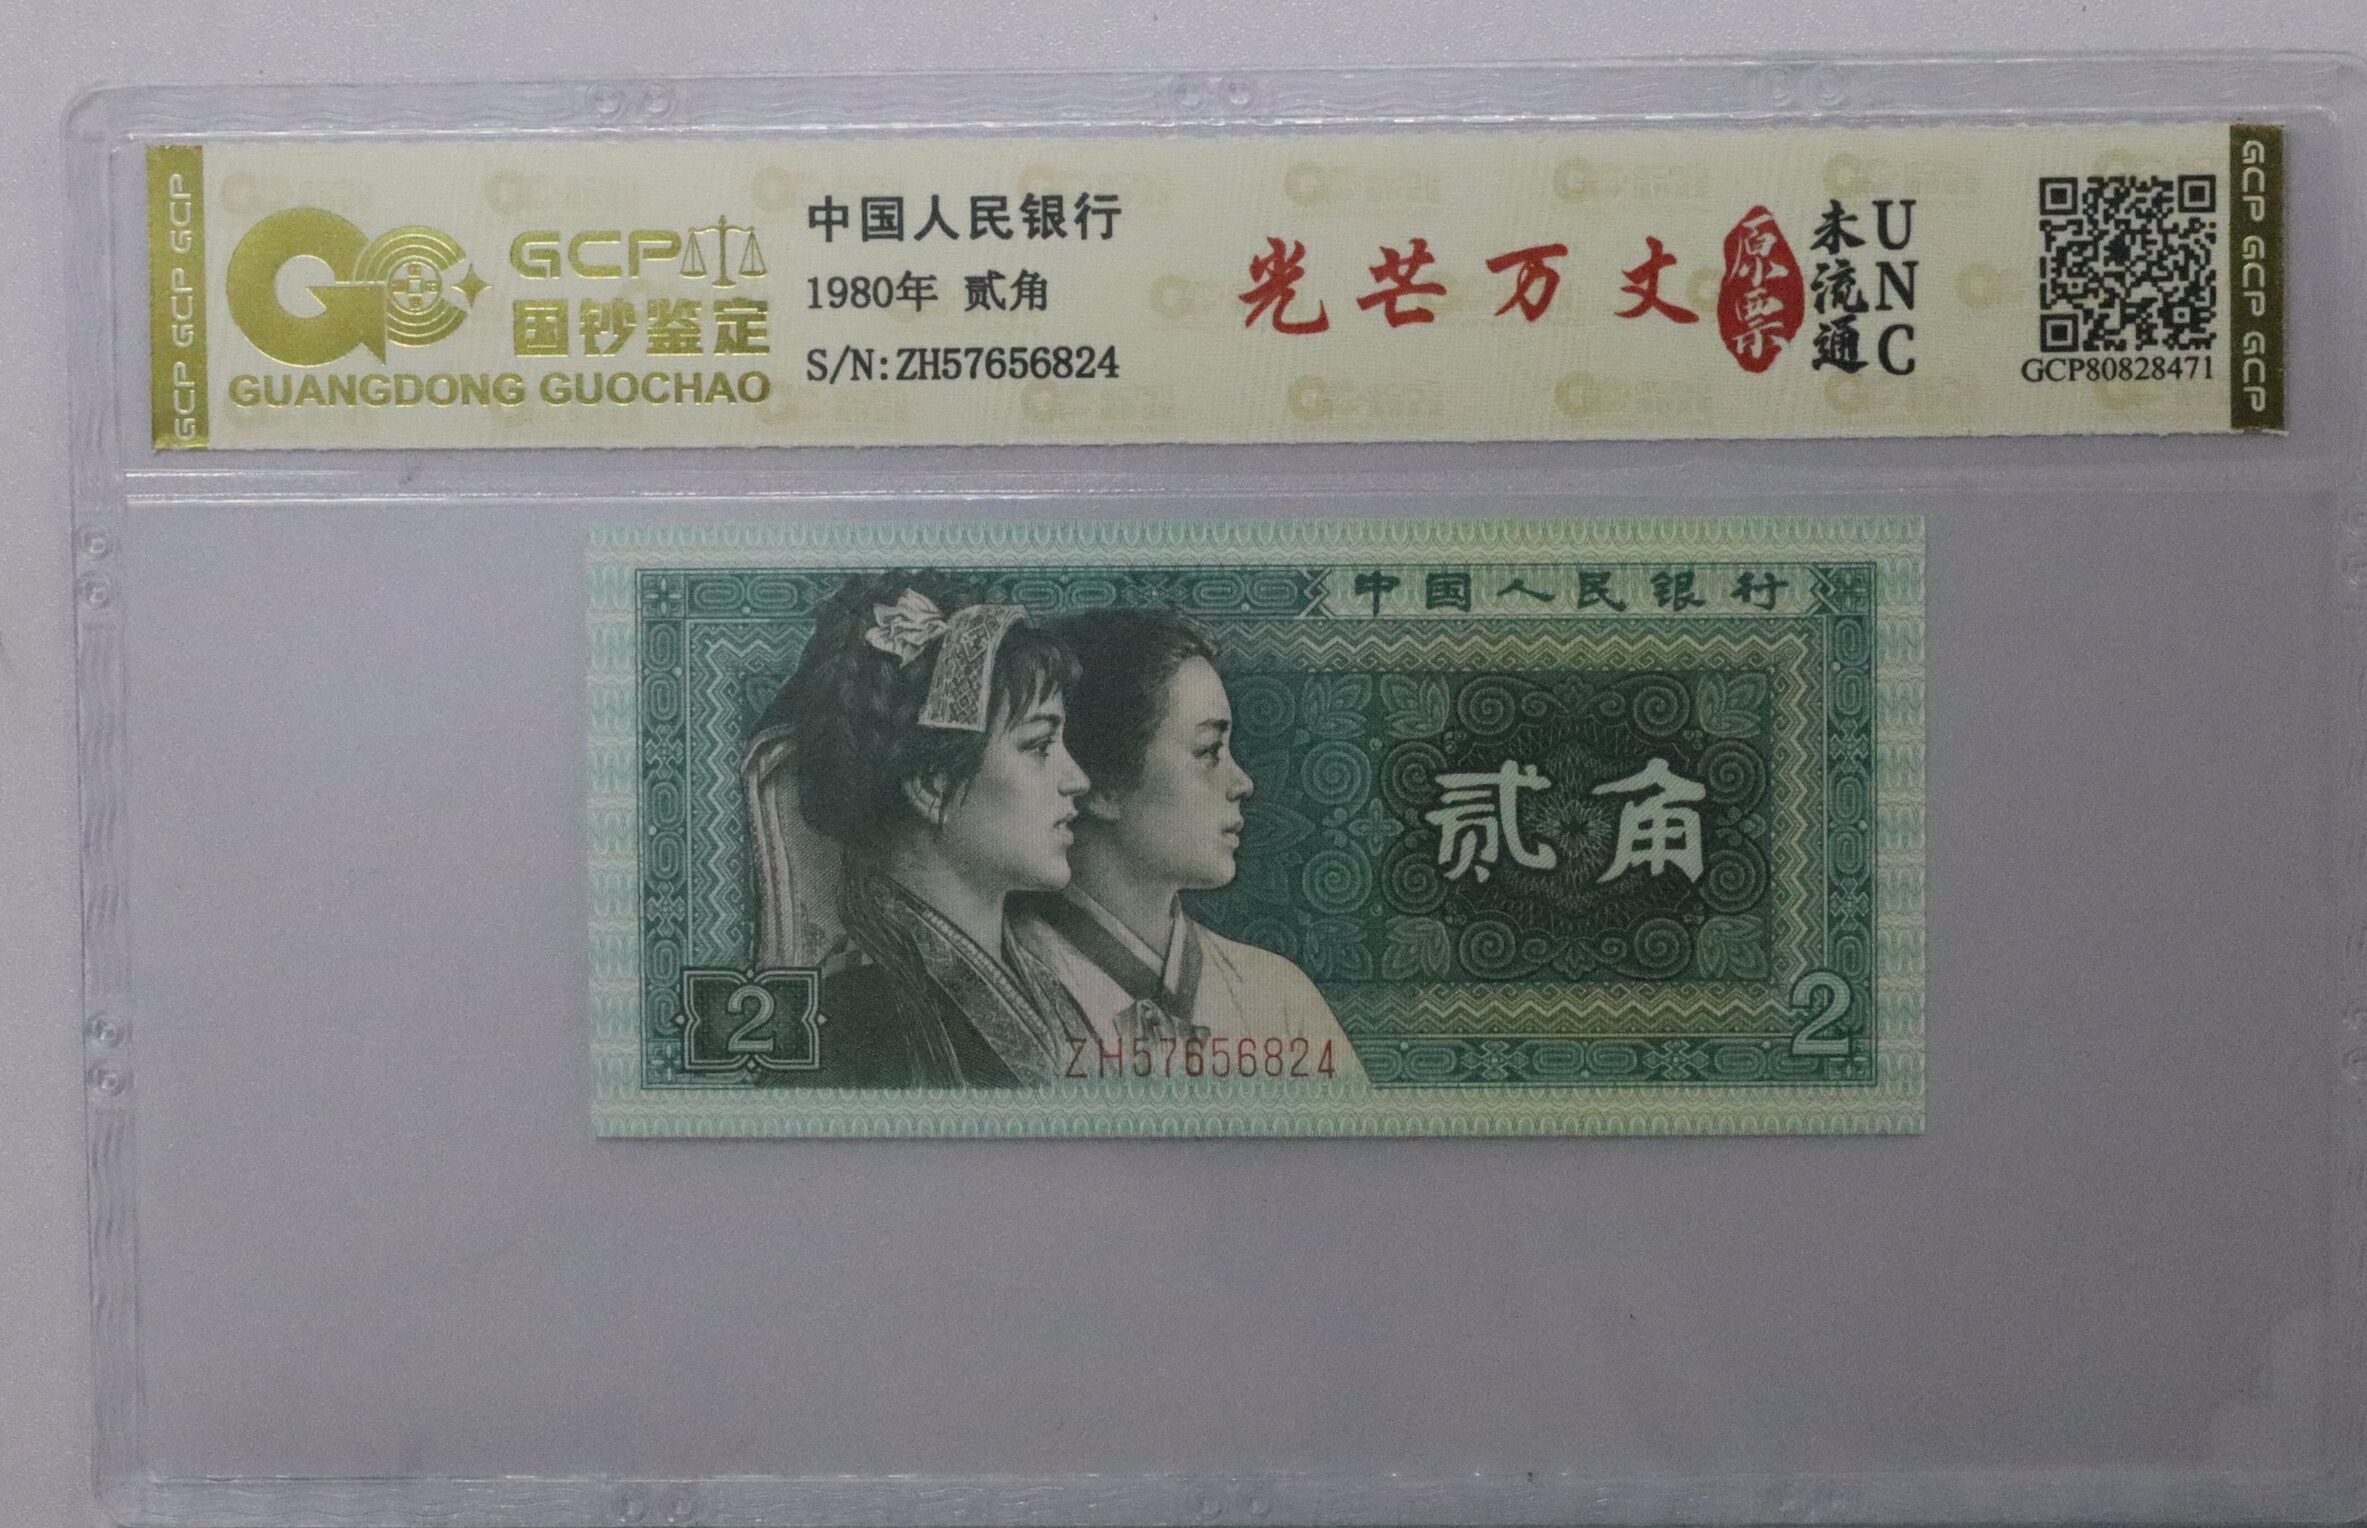 GCP GCP GCP
GCP
国钞鉴定
GUANGDONG GUOCHAO
中国人民银行
1980年 贰角
S/N:ZH57656824
光芒万丈
原票
未流通
UNC
GCP80828471
GCP GCP GCP
中国人民银行
贰角
2
2
ZH57656824